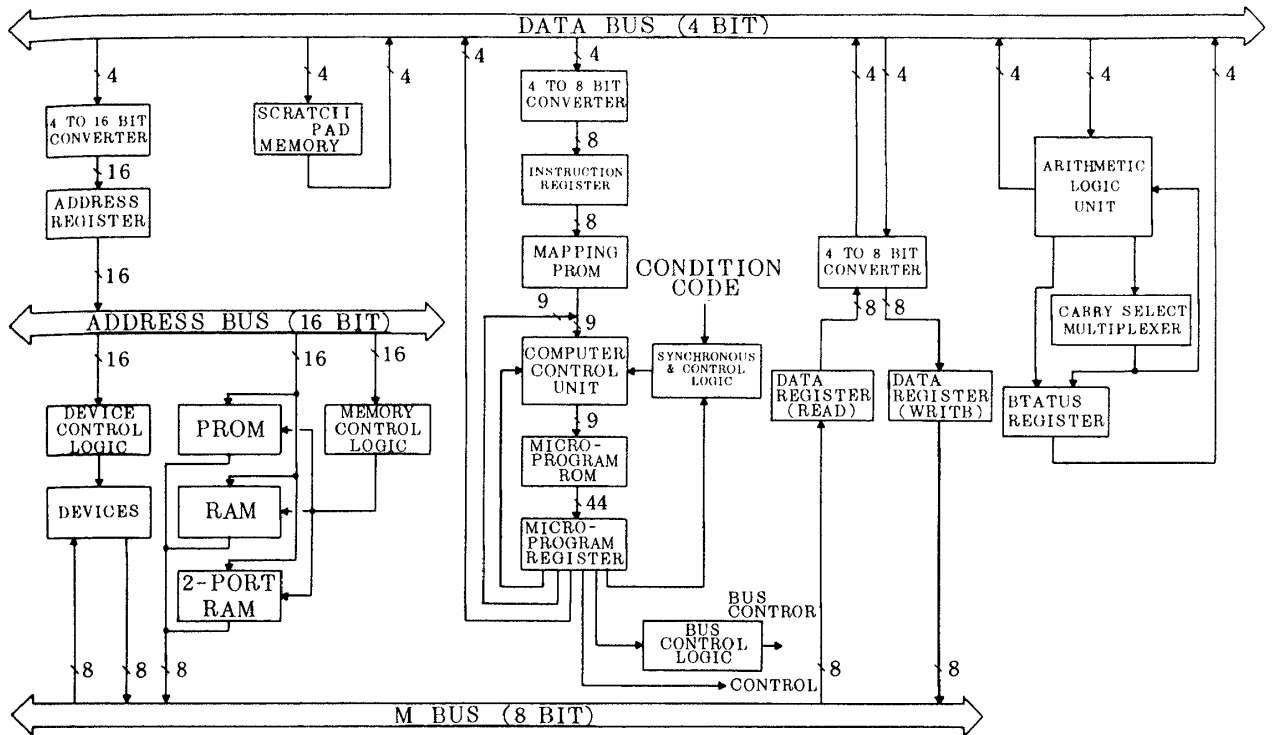 DATA BUS (4 BIT)
4
4
4
4
4
4
4
4
4
4
4 TO 16 BIT
CONVERTER
16
ADDRESS
REGISTER
16
SCRATCII
PAD
MEMORY
4 TO 8 BIT
CONVERTER
8
INSTRUCTION
REGISTER
8
MAPPING
PROM
9
9
CONDITION
CODE
4 TO 8 BIT
CONVERTER
8
8
ARITHMETIC
LOGIC
UNIT
CARRY SELECT
MULTIPLEXER
ADDRESS BUS (16 BIT)
16
16
16
COMPUTER
CONTROL
UNIT
SYNCHRONOUS
& CONTROL
LOGIC
DATA
REGISTER
(READ)
DATA
REGISTER
(WRITB)
BTATUS
REGISTER
DEVICE
CONTROL
LOGIC
PROM
MEMORY
CONTROL
LOGIC
9
MICRO-
PROGRAM
ROM
44
DEVICES
RAM
MICRO-
PROGRAM
REGISTER
2-PORT
RAM
BUS
CONTROR
BUS
CONTROL
LOGIC
CONTROL
8
8
8
8
8
M BUS (8 BIT)